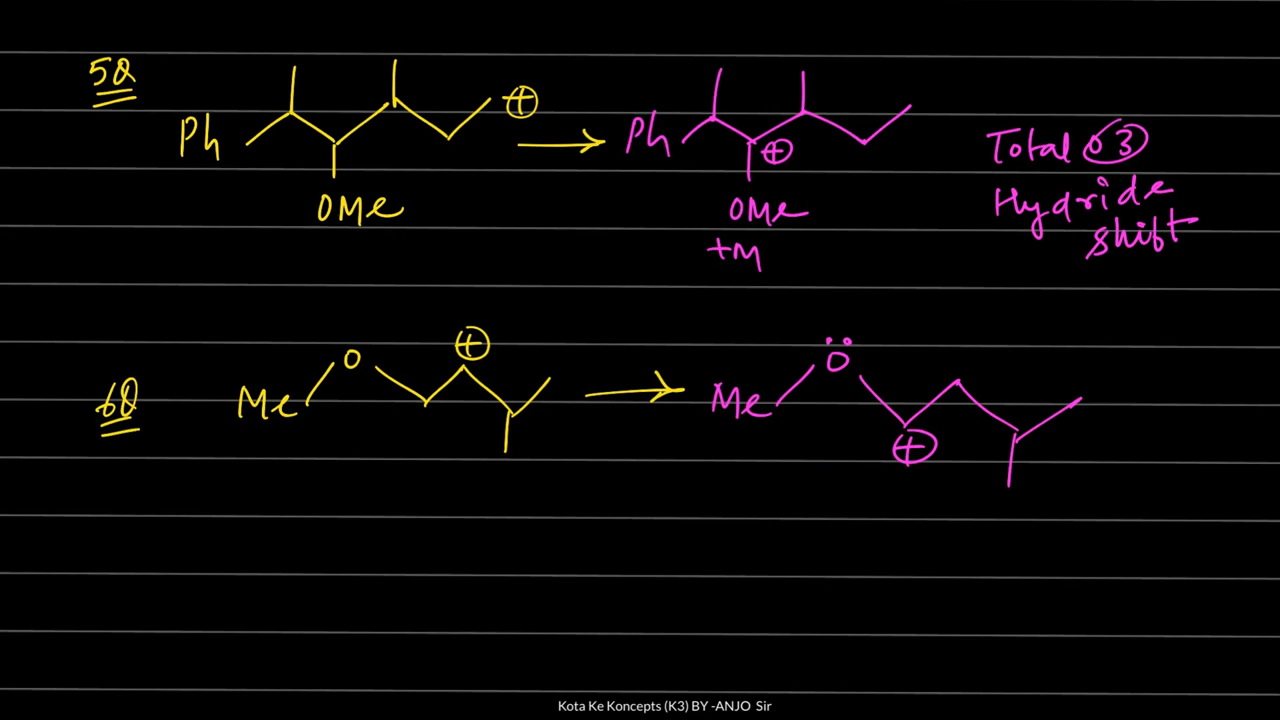 5Q
Ph ⊕ → Ph ⊕ Total 03
OMe OMe Hydride
+M shift
6Q Me O ⊕ → Me Ö ⊕
Kota Ke Koncepts (K3) BY -ANJO Sir